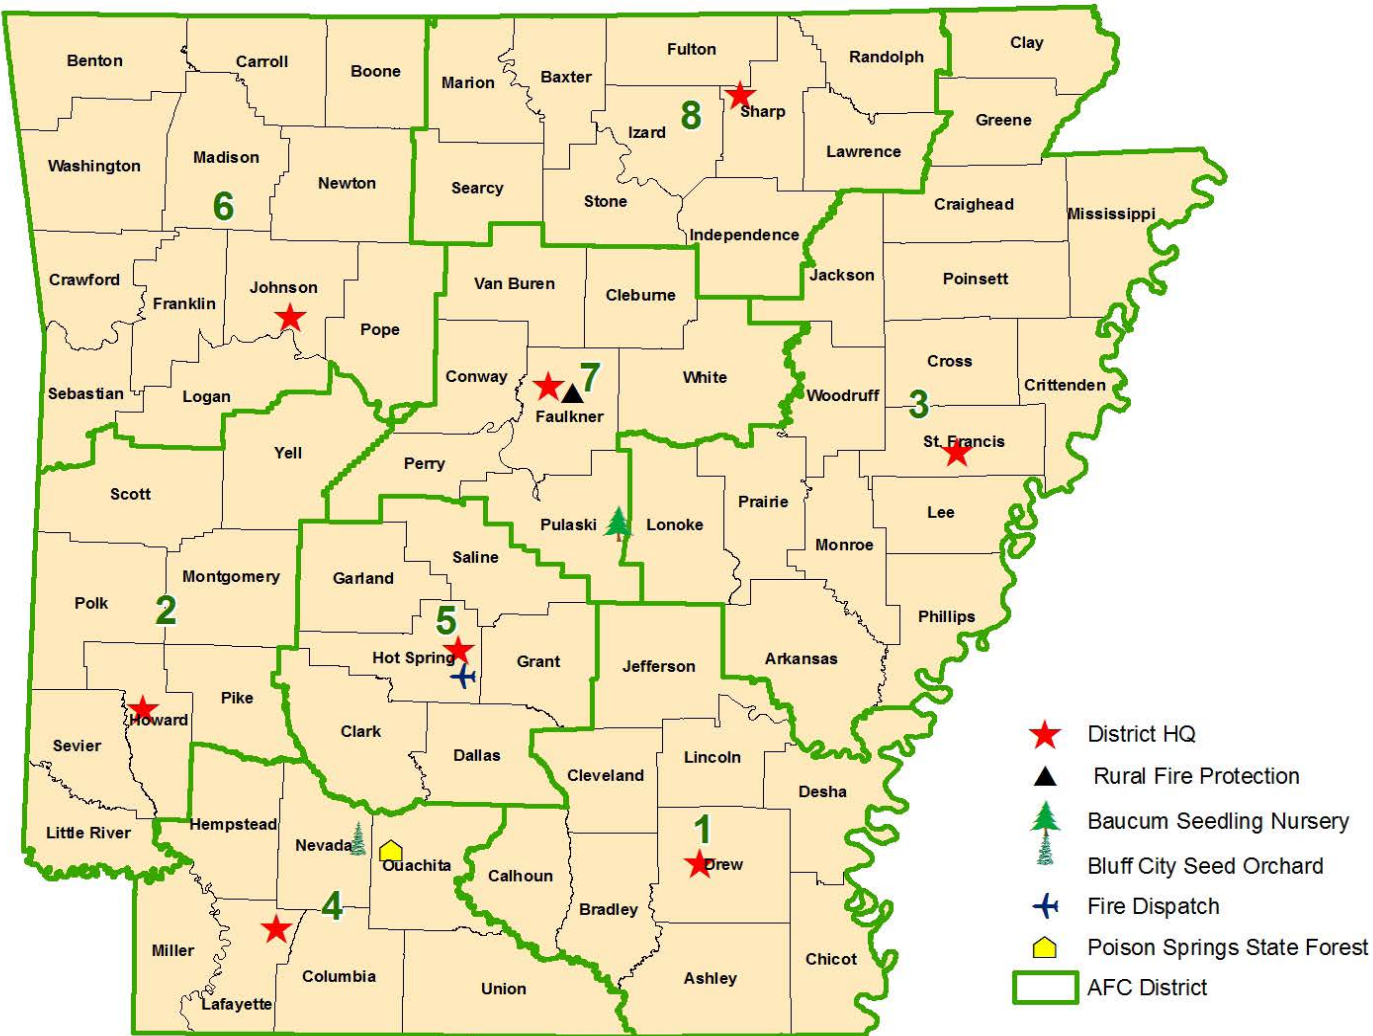 Benton
Carroll
Boone
Marion
Baxter
Fulton
Randolph
Clay
Sharp
Izard
8
Greene
Washington
Madison
Newton
Searcy
Stone
Lawrence
6
Independence
Craighead
Mississippi
Crawford
Franklin
Johnson
Pope
Van Buren
Cleburne
Jackson
Poinsett
Sebastian
Logan
Conway
7
Faulkner
White
Woodruff
Cross
Crittenden
3
St. Francis
Scott
Yell
Perry
Pulaski
Lonoke
Prairie
Monroe
Lee
Polk
Montgomery
Garland
Saline
Phillips
2
5
Hot Spring
Grant
Jefferson
Arkansas
Howard
Pike
Sevier
Clark
Dallas
Cleveland
Lincoln
Desha
Little River
Hempstead
Nevada
Ouachita
Calhoun
1
Drew
4
Bradley
Miller
Lafayette
Columbia
Union
Ashley
Chicot
District HQ
Rural Fire Protection
Baucum Seedling Nursery
Bluff City Seed Orchard
Fire Dispatch
Poison Springs State Forest
AFC District